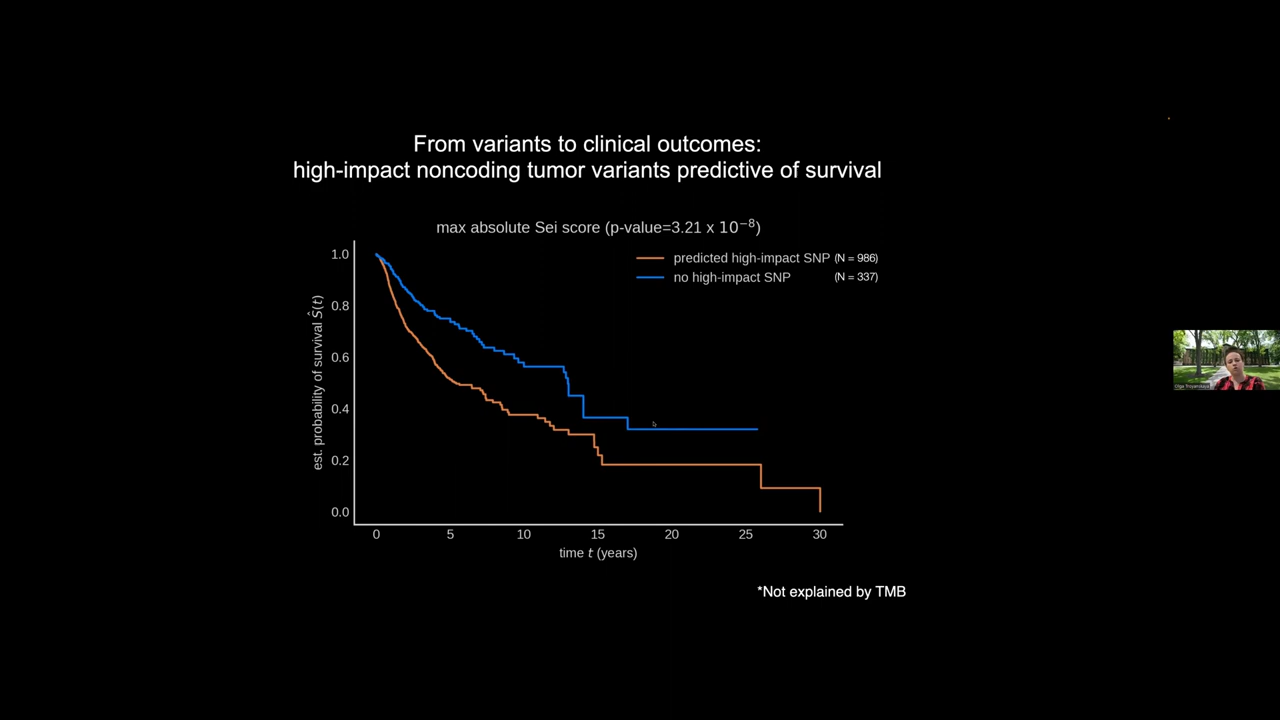 From variants to clinical outcomes:
high-impact noncoding tumor variants predictive of survival
max absolute Sei score (p-value=3.21 x 10⁻⁸)
predicted high-impact SNP (N = 986)
no high-impact SNP (N = 337)
est. probability of survival Ŝ(t)
1.0
0.8
0.6
0.4
0.2
0.0
0 5 10 15 20 25 30
time t (years)
*Not explained by TMB
Olga Troyanskaya